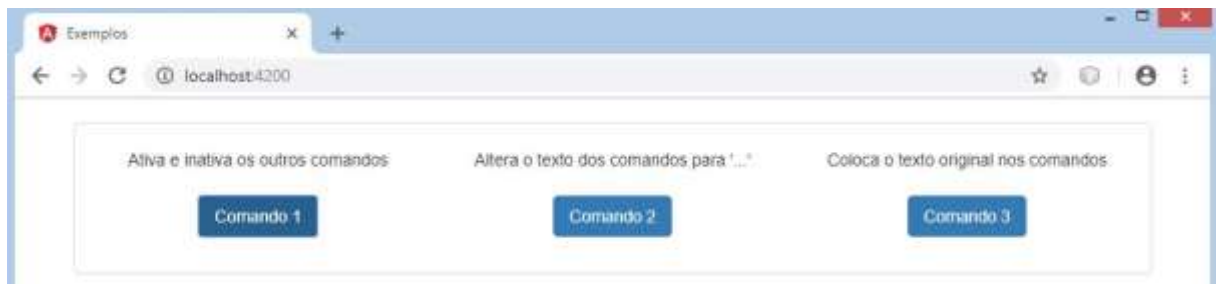 Exemplos
localhost:4200
Ativa e inativa os outros comandos
Altera o texto dos comandos para '...'
Coloca o texto original nos comandos
Comando 1
Comando 2
Comando 3